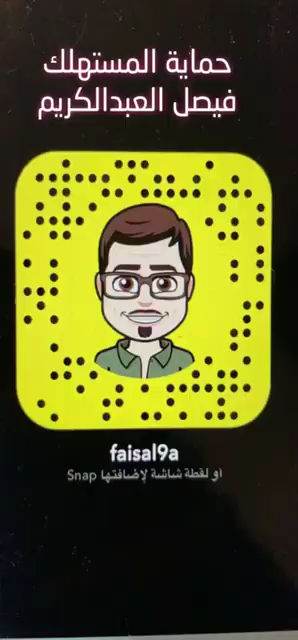 حماية المستهلك
فيصل العبدالكريم
faisal9a
او لقطة شاشة لإضافتها Snap